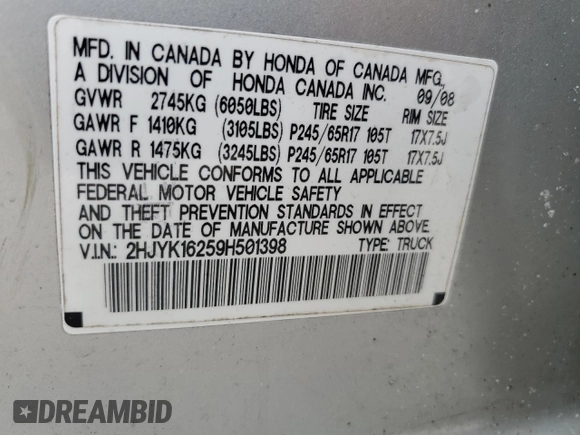 MFD. IN CANADA BY HONDA OF CANADA MFG.,
A DIVISION OF HONDA CANADA INC. 09/08
GVWR 2745KG (6050LBS) TIRE SIZE RIM SIZE
GAWR F 1410KG (3105LBS) P245/65R17 105T 17X7.5J
GAWR R 1475KG (3245LBS) P245/65R17 105T 17X7.5J
THIS VEHICLE CONFORMS TO ALL APPLICABLE
FEDERAL MOTOR VEHICLE SAFETY
AND THEFT PREVENTION STANDARDS IN EFFECT
ON THE DATE OF MANUFACTURE SHOWN ABOVE.
V.I.N.: 2HJYK16259H501398 TYPE: TRUCK
DREAMBID